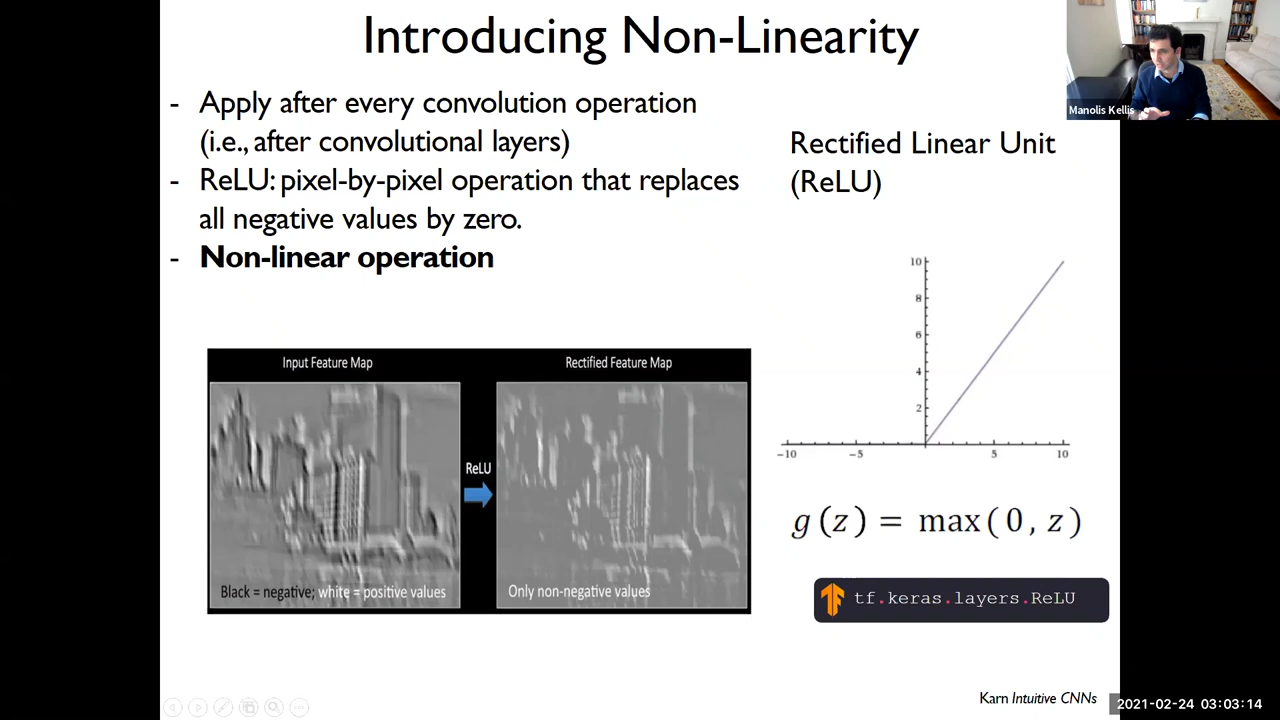 Introducing Non-Linearity
Manolis Kellis
- Apply after every convolution operation
(i.e., after convolutional layers)
- ReLU: pixel-by-pixel operation that replaces
all negative values by zero.
- Non-linear operation
Rectified Linear Unit
(ReLU)
10
8
6
4
2
-10
-5
5
10
Input Feature Map
Rectified Feature Map
ReLU
Black = negative; white = positive values
Only non-negative values
g(z) = max(0, z)
tf.keras.layers.ReLU
Karn Intuitive CNNs
2021-02-24 03:03:14